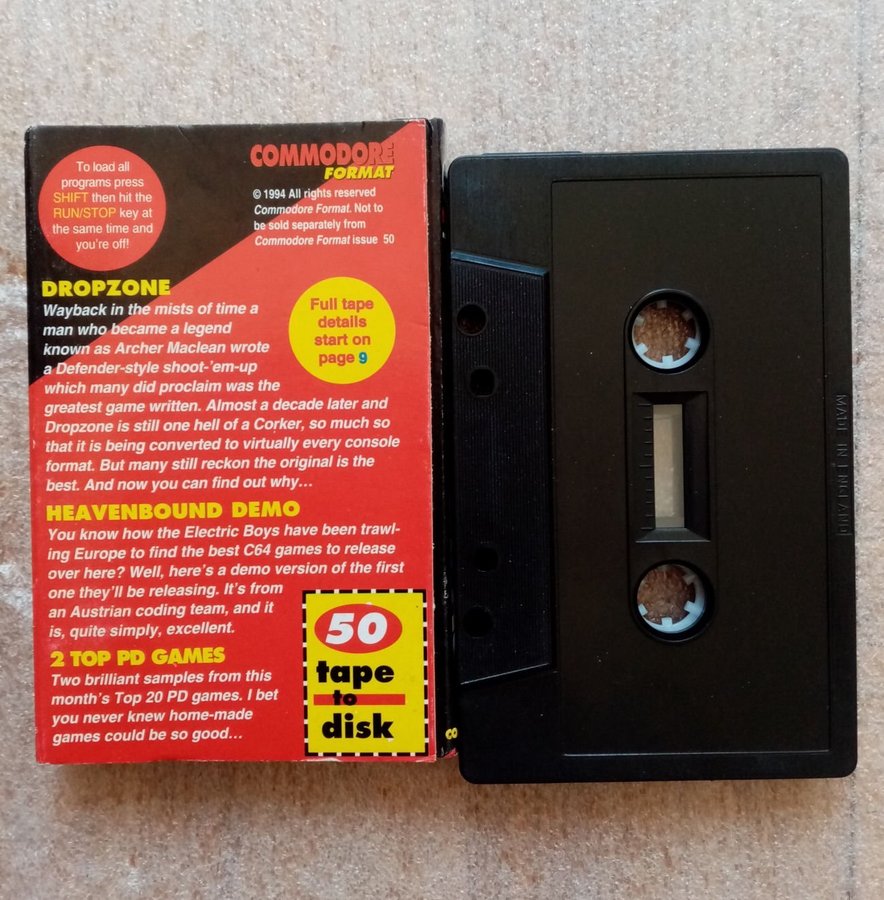 To load all
programs press
SHIFT then hit the
RUN/STOP key at
the same time and
you're off!
COMMODORE
FORMAT
© 1994 All rights reserved
Commodore Format. Not to
be sold separately from
Commodore Format issue 50
DROPZONE
Wayback in the mists of time a
man who became a legend
known as Archer Maclean wrote
a Defender-style shoot-'em-up
which many did proclaim was the
greatest game written. Almost a decade later and
Dropzone is still one hell of a Corker, so much so
that it is being converted to virtually every console
format. But many still reckon the original is the
best. And now you can find out why...
Full tape
details
start on
page 9
HEAVENBOUND DEMO
You know how the Electric Boys have been trawl-
ing Europe to find the best C64 games to release
over here? Well, here's a demo version of the first
one they'll be releasing. It's from
an Austrian coding team, and it
is, quite simply, excellent.
2 TOP PD GAMES
Two brilliant samples from this
month's Top 20 PD games. I bet
you never knew home-made
games could be so good...
50
tape
to
disk
MADE IN ENGLAND